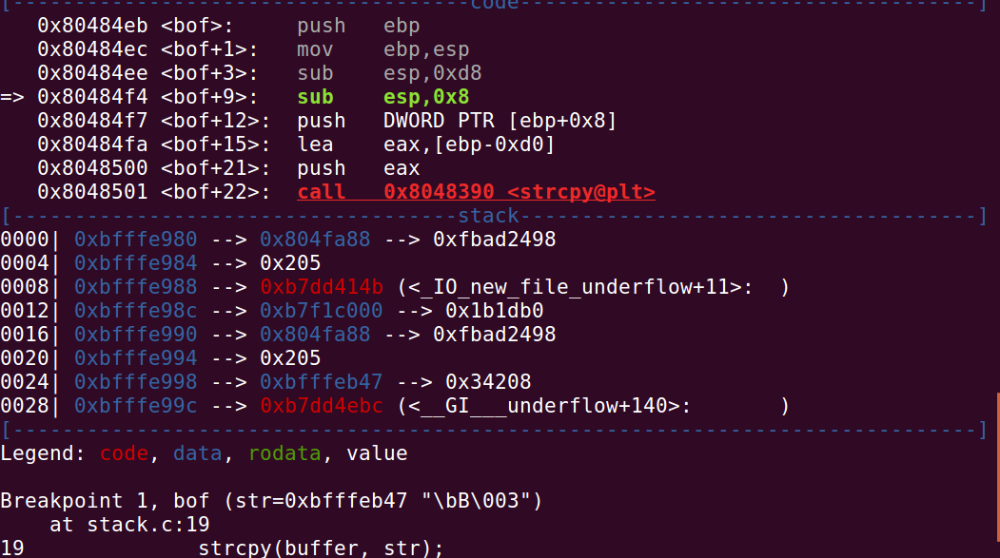 [------------------------------------code------------------------------------]
   0x80484eb <bof>:     push   ebp
   0x80484ec <bof+1>:   mov    ebp,esp
   0x80484ee <bof+3>:   sub    esp,0xd8
=> 0x80484f4 <bof+9>:   sub    esp,0x8
   0x80484f7 <bof+12>:  push   DWORD PTR [ebp+0x8]
   0x80484fa <bof+15>:  lea    eax,[ebp-0xd0]
   0x8048500 <bof+21>:  push   eax
   0x8048501 <bof+22>:  call   0x8048390 <strcpy@plt>
[------------------------------------stack-------------------------------------]
0000| 0xbfffe980 --> 0x804fa88 --> 0xfbad2498
0004| 0xbfffe984 --> 0x205
0008| 0xbfffe988 --> 0xb7dd414b (<_IO_new_file_underflow+11>:  )
0012| 0xbfffe98c --> 0xb7f1c000 --> 0x1b1db0
0016| 0xbfffe990 --> 0x804fa88 --> 0xfbad2498
0020| 0xbfffe994 --> 0x205
0024| 0xbfffe998 --> 0xbfffeb47 --> 0x34208
0028| 0xbfffe99c --> 0xb7dd4ebc (<__GI___underflow+140>:       )
[------------------------------------------------------------------------------]
Legend: code, data, rodata, value
Breakpoint 1, bof (str=0xbfffeb47 "\bB\003")
    at stack.c:19
19              strcpy(buffer, str);